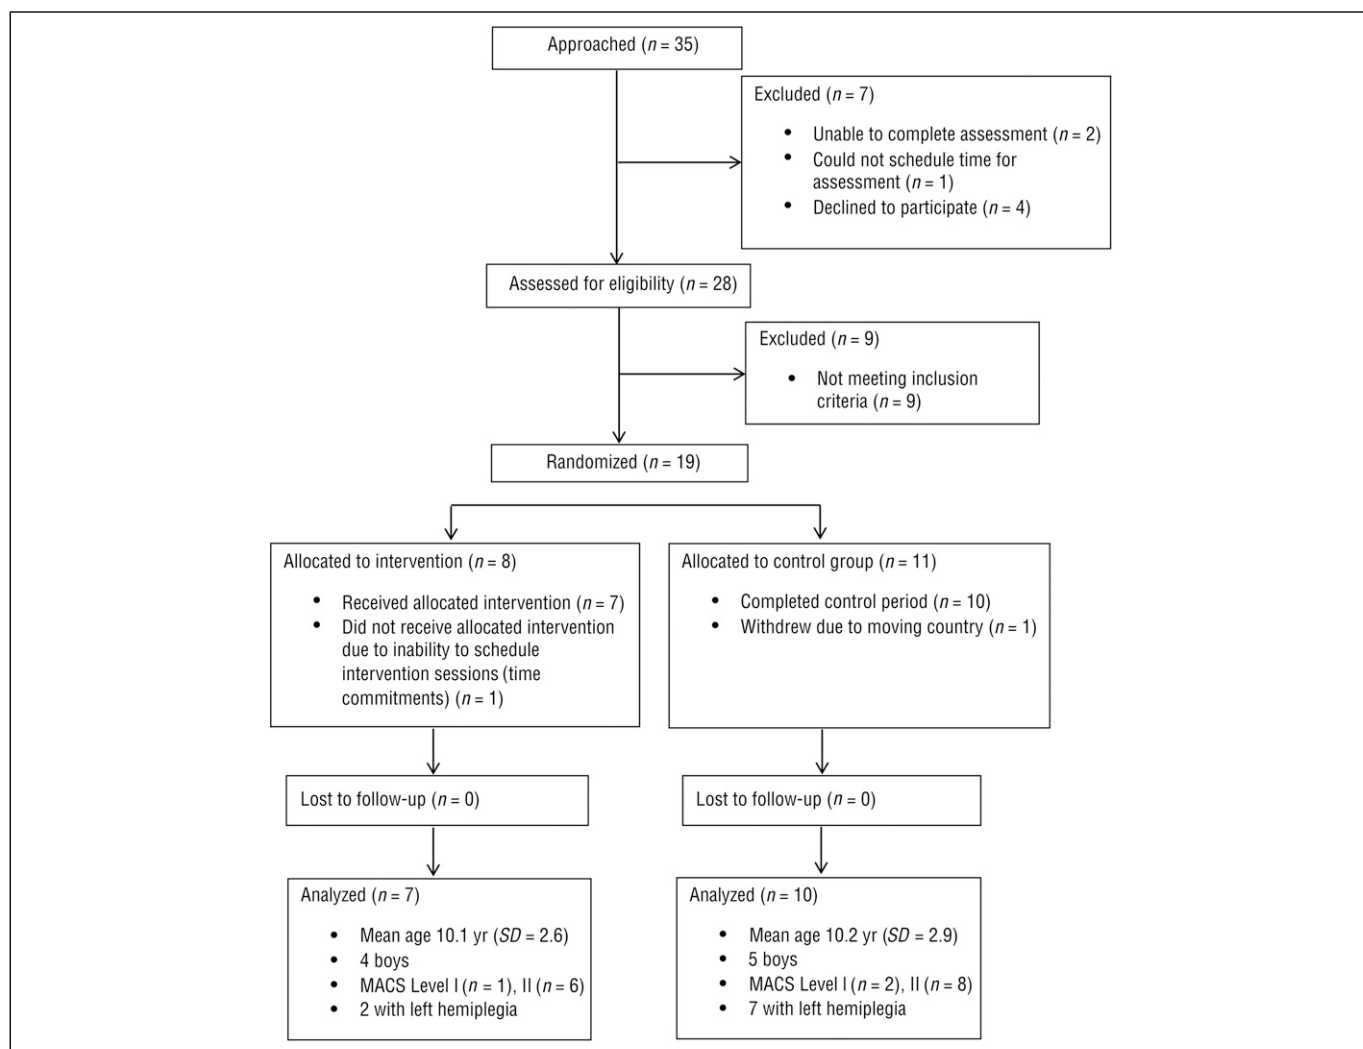 Approached (n = 35)
Excluded (n = 7)
• Unable to complete assessment (n = 2)
• Could not schedule time for
assessment (n = 1)
• Declined to participate (n = 4)
Assessed for eligibility (n = 28)
Excluded (n = 9)
• Not meeting inclusion
criteria (n = 9)
Randomized (n = 19)
Allocated to intervention (n = 8)
• Received allocated intervention (n = 7)
• Did not receive allocated intervention
due to inability to schedule
intervention sessions (time
commitments) (n = 1)
Allocated to control group (n = 11)
• Completed control period (n = 10)
• Withdrew due to moving country (n = 1)
Lost to follow-up (n = 0)
Lost to follow-up (n = 0)
Analyzed (n = 7)
• Mean age 10.1 yr (SD = 2.6)
• 4 boys
• MACS Level I (n = 1), II (n = 6)
• 2 with left hemiplegia
Analyzed (n = 10)
• Mean age 10.2 yr (SD = 2.9)
• 5 boys
• MACS Level I (n = 2), II (n = 8)
• 7 with left hemiplegia